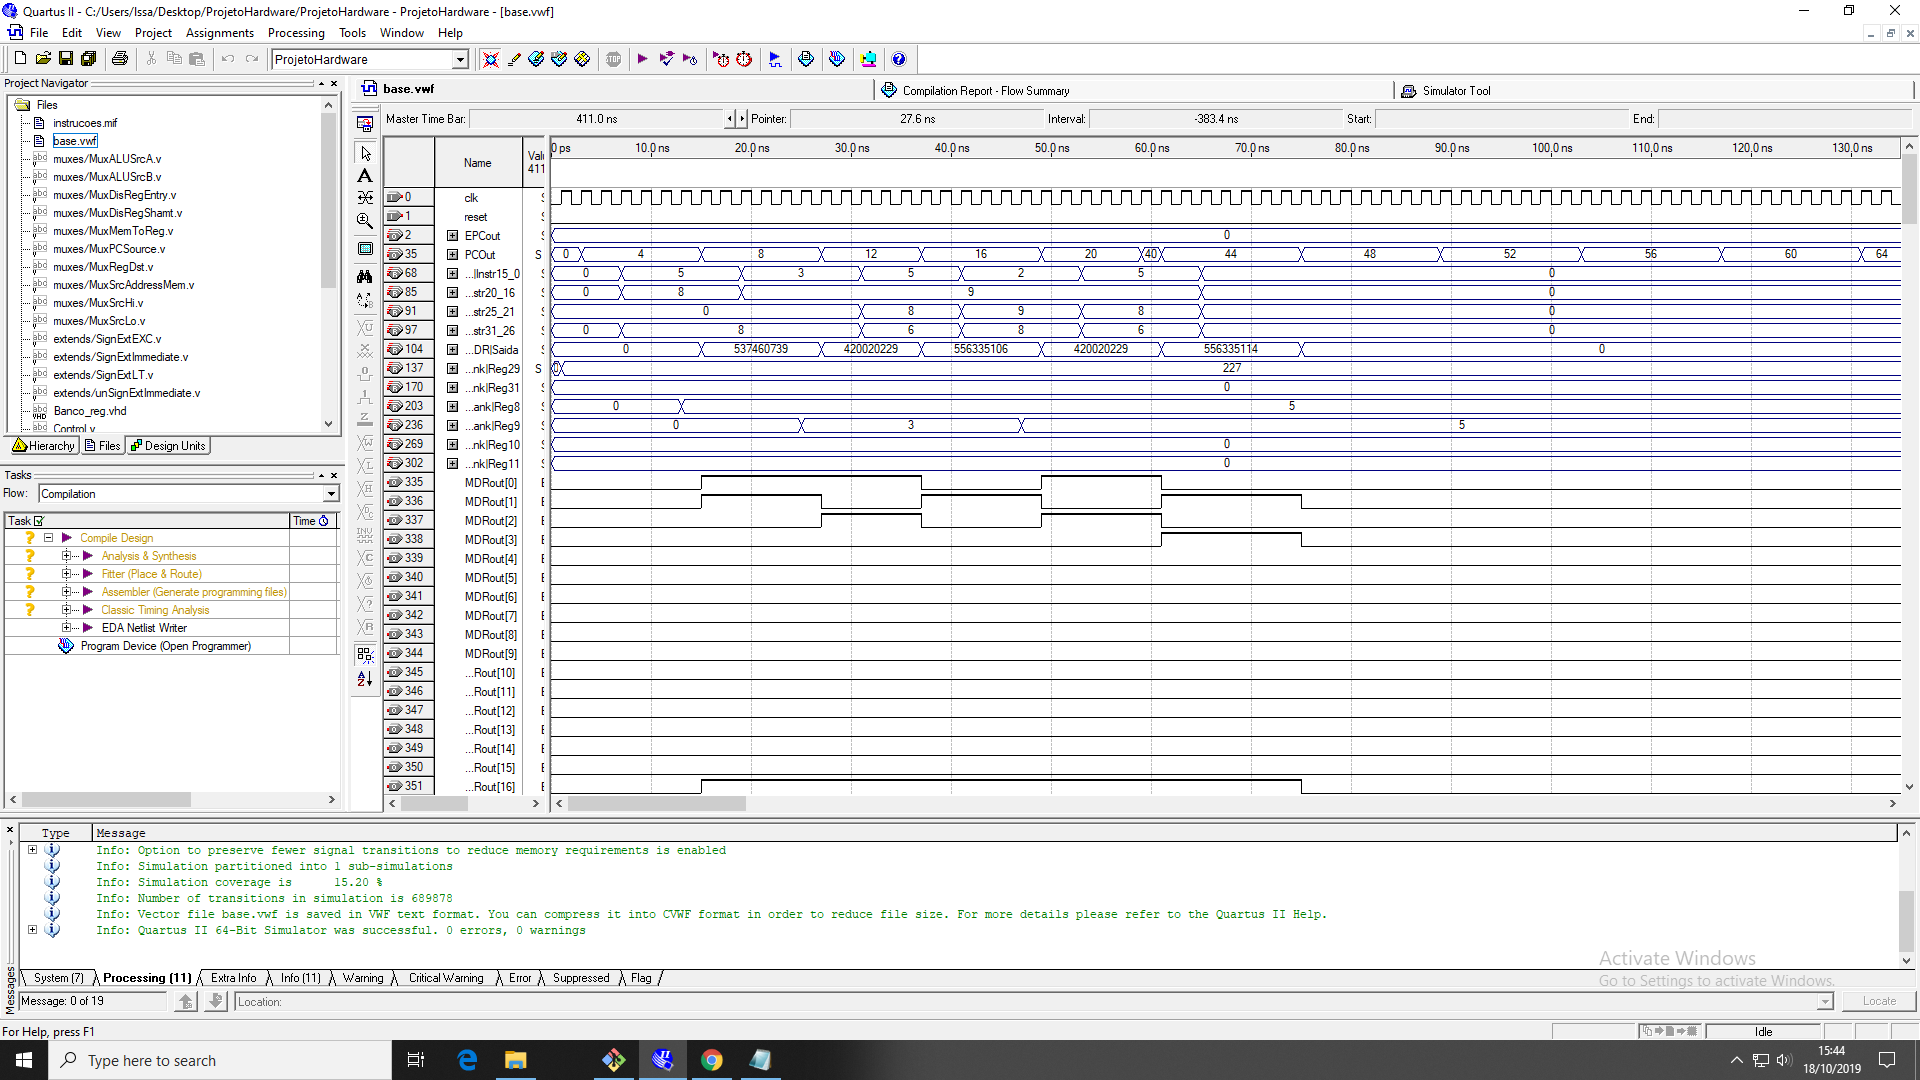 Quartus II - C:/Users/Issa/Desktop/ProjetoHardware/ProjetoHardware - ProjetoHardware - [base.vwf]
File Edit View Project Assignments Processing Tools Window Help
ProjetoHardware
Project Navigator
Files
instrucoes.mif
base.vwf
muxes/MuxALUSrcA.v
muxes/MuxALUSrcB.v
muxes/MuxDisRegEntry.v
muxes/MuxDisRegShamt.v
muxes/MuxMemToReg.v
muxes/MuxPCSource.v
muxes/MuxRegDst.v
muxes/MuxSrcAddressMem.v
muxes/MuxSrcHi.v
muxes/MuxSrcLo.v
extends/SignExtEXC.v
extends/SignExtImmediate.v
extends/SignExtLT.v
extends/unSignExtImmediate.v
Banco_reg.vhd
Control.v
Hierarchy Files Design Units
Tasks
Flow: Compilation
Task Time
Compile Design
Analysis & Synthesis
Fitter (Place & Route)
Assembler (Generate programming files)
Classic Timing Analysis
EDA Netlist Writer
Program Device (Open Programmer)
base.vwf Compilation Report - Flow Summary Simulator Tool
Master Time Bar: 411.0 ns Pointer: 27.6 ns Interval: -383.4 ns Start: End:
Name Valu 411 0 ps 10.0 ns 20.0 ns 30.0 ns 40.0 ns 50.0 ns 60.0 ns 70.0 ns 80.0 ns 90.0 ns 100.0 ns 110.0 ns 120.0 ns 130.0 ns
0 clk
1 reset
2 EPCout 0
35 PCOut S 0 4 8 12 16 20 40 44 48 52 56 60 64
68 ...|Instr15_0 0 5 3 5 2 5 0
85 ...str20_16 0 8 9 0
91 ...str25_21 0 8 9 8 0
97 ...str31_26 0 8 6 8 6 0
104 ...DR|Saida 0 537460739 420020229 556335106 420020229 556335114 0
137 ...nk|Reg29 S 227
170 ...nk|Reg31 0
203 ...ank|Reg8 0 5
236 ...ank|Reg9 0 3 5
269 ...nk|Reg10 0
302 ...nk|Reg11 0
335 MDRout[0]
336 MDRout[1]
337 MDRout[2]
338 MDRout[3]
339 MDRout[4]
340 MDRout[5]
341 MDRout[6]
342 MDRout[7]
343 MDRout[8]
344 MDRout[9]
345 ...Rout[10]
346 ...Rout[11]
347 ...Rout[12]
348 ...Rout[13]
349 ...Rout[14]
350 ...Rout[15]
351 ...Rout[16]
Type Message
Info: Option to preserve fewer signal transitions to reduce memory requirements is enabled
Info: Simulation partitioned into 1 sub-simulations
Info: Simulation coverage is 15.20 %
Info: Number of transitions in simulation is 689878
Info: Vector file base.vwf is saved in VWF text format. You can compress it into CVWF format in order to reduce file size. For more details please refer to the Quartus II Help.
Info: Quartus II 64-Bit Simulator was successful. 0 errors, 0 warnings
Activate Windows
Go to Settings to activate Windows.
System (7) Processing (11) Extra Info Info (11) Warning Critical Warning Error Suppressed Flag
Messages
Message: 0 of 19 Location: Locate
For Help, press F1 Idle
Type here to search
15:44
18/10/2019